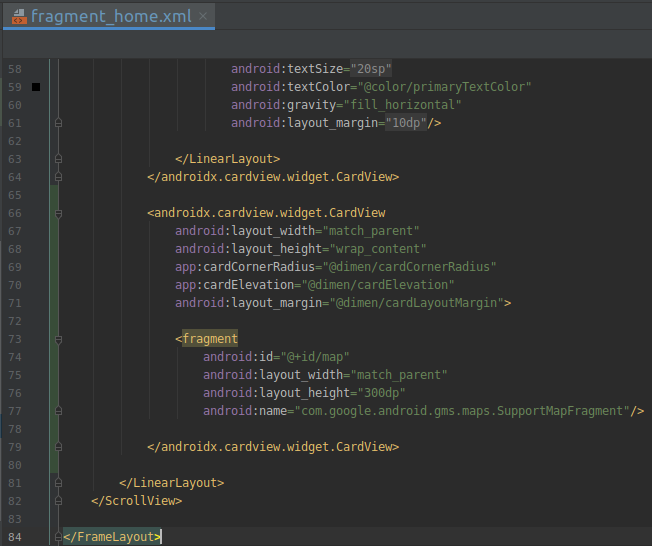 fragment_home.xml
58 android:textSize="20sp"
59 android:textColor="@color/primaryTextColor"
60 android:gravity="fill_horizontal"
61 android:layout_margin="10dp"/>
62
63 </LinearLayout>
64 </androidx.cardview.widget.CardView>
65
66 <androidx.cardview.widget.CardView
67 android:layout_width="match_parent"
68 android:layout_height="wrap_content"
69 app:cardCornerRadius="@dimen/cardCornerRadius"
70 app:cardElevation="@dimen/cardElevation"
71 android:layout_margin="@dimen/cardLayoutMargin">
72
73 <fragment
74 android:id="@+id/map"
75 android:layout_width="match_parent"
76 android:layout_height="300dp"
77 android:name="com.google.android.gms.maps.SupportMapFragment"/>
78
79 </androidx.cardview.widget.CardView>
80
81 </LinearLayout>
82 </ScrollView>
83
84 </FrameLayout>